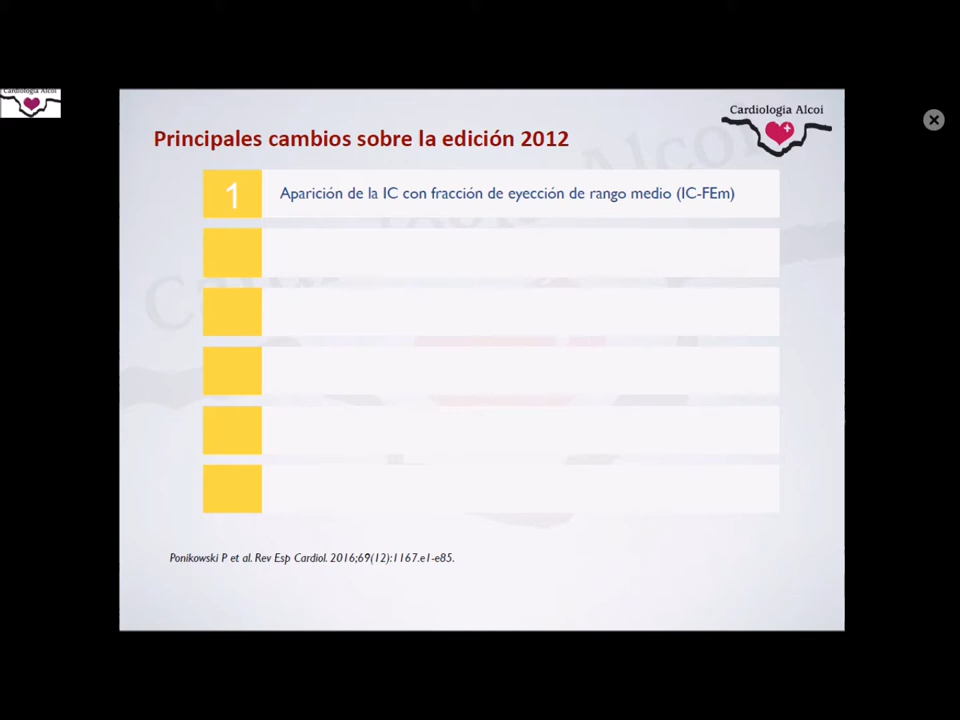 Cardiologia Alcoi
Cardiologia Alcoi
Principales cambios sobre la edición 2012
1 Aparición de la IC con fracción de eyección de rango medio (IC-FEm)
Ponikowski P et al. Rev Esp Cardiol. 2016;69(12):1167.e1-e85.